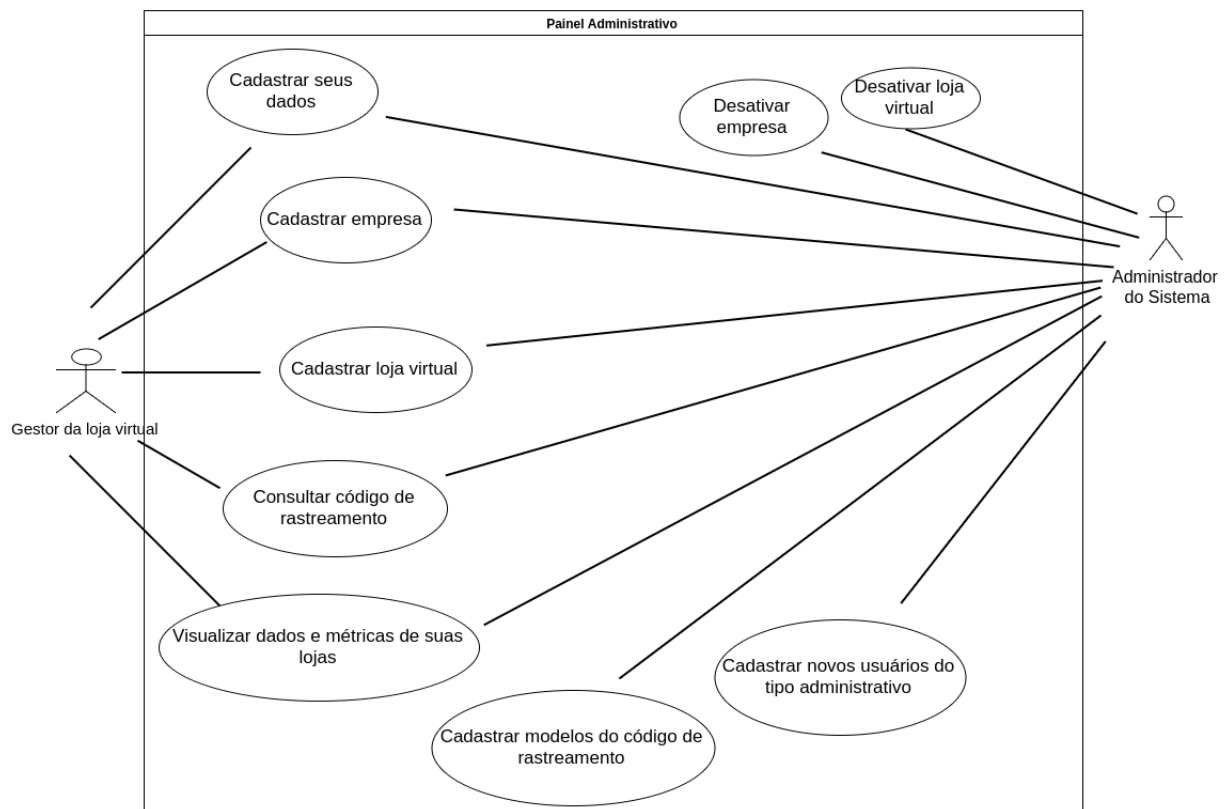 Painel Administrativo
Cadastrar seus
dados
Desativar
empresa
Desativar loja
virtual
Cadastrar empresa
Administrador
do Sistema
Cadastrar loja virtual
Gestor da loja virtual
Consultar código de
rastreamento
Visualizar dados e métricas de suas
lojas
Cadastrar novos usuários do
tipo administrativo
Cadastrar modelos do código de
rastreamento